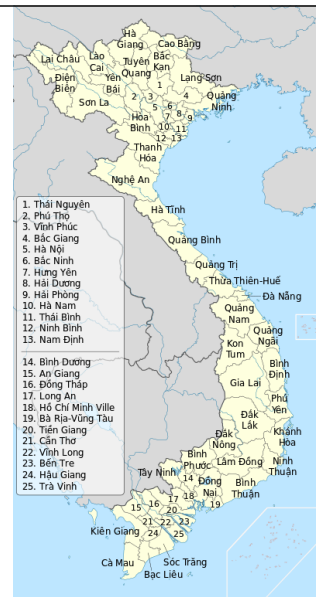 Hà
Giang
Cao Bằng
Lai Châu
Lào
Cai
Tuyên
Quang
Bắc
Kan
Yên
Bái
Lạng Sơn
Điện
Biên
Sơn La
Quảng
Ninh
1
2
3
4
5
6
7
8
9
10
11
12
13
Hòa
Bình
Thanh
Hóa
Nghệ An
Hà Tĩnh
Quảng Bình
Quảng Trị
Thừa Thiên-Huế
Đà Nẵng
Quảng
Nam
Quảng
Ngãi
Kon
Tum
Bình
Định
Gia Lai
Phú
Yên
Đắk
Lắk
Khánh
Hòa
Đắk
Nông
Bình
Phước
Lâm Đồng
Ninh
Thuận
Tây Ninh
14
Đồng
Nai
Bình
Thuận
15
16
17
18
19
20
21
22
23
24
25
Kiên Giang
Cà Mau
Sóc Trăng
Bạc Liêu
1. Thái Nguyên
2. Phú Thọ
3. Vĩnh Phúc
4. Bắc Giang
5. Hà Nội
6. Bắc Ninh
7. Hưng Yên
8. Hải Dương
9. Hải Phòng
10. Hà Nam
11. Thái Bình
12. Ninh Bình
13. Nam Định
14. Bình Dương
15. An Giang
16. Đồng Tháp
17. Long An
18. Hồ Chí Minh Ville
19. Bà Rịa-Vũng Tàu
20. Tiền Giang
21. Cần Thơ
22. Vĩnh Long
23. Bến Tre
24. Hậu Giang
25. Trà Vinh